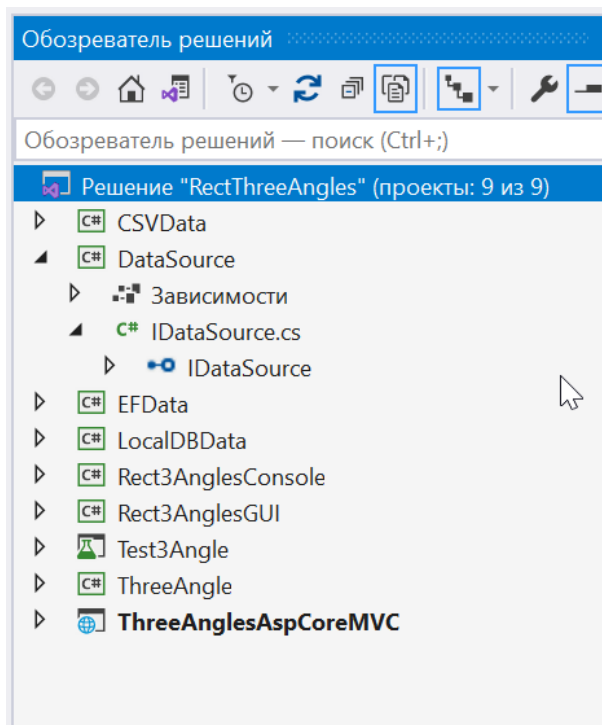 Обозреватель решений
Обозреватель решений — поиск (Ctrl+;)
Решение "RectThreeAngles" (проекты: 9 из 9)
C# CSVData
C# DataSource
Зависимости
C# IDataSource.cs
IDataSource
C# EFData
C# LocalDBData
C# Rect3AnglesConsole
C# Rect3AnglesGUI
Test3Angle
C# ThreeAngle
ThreeAnglesAspCoreMVC